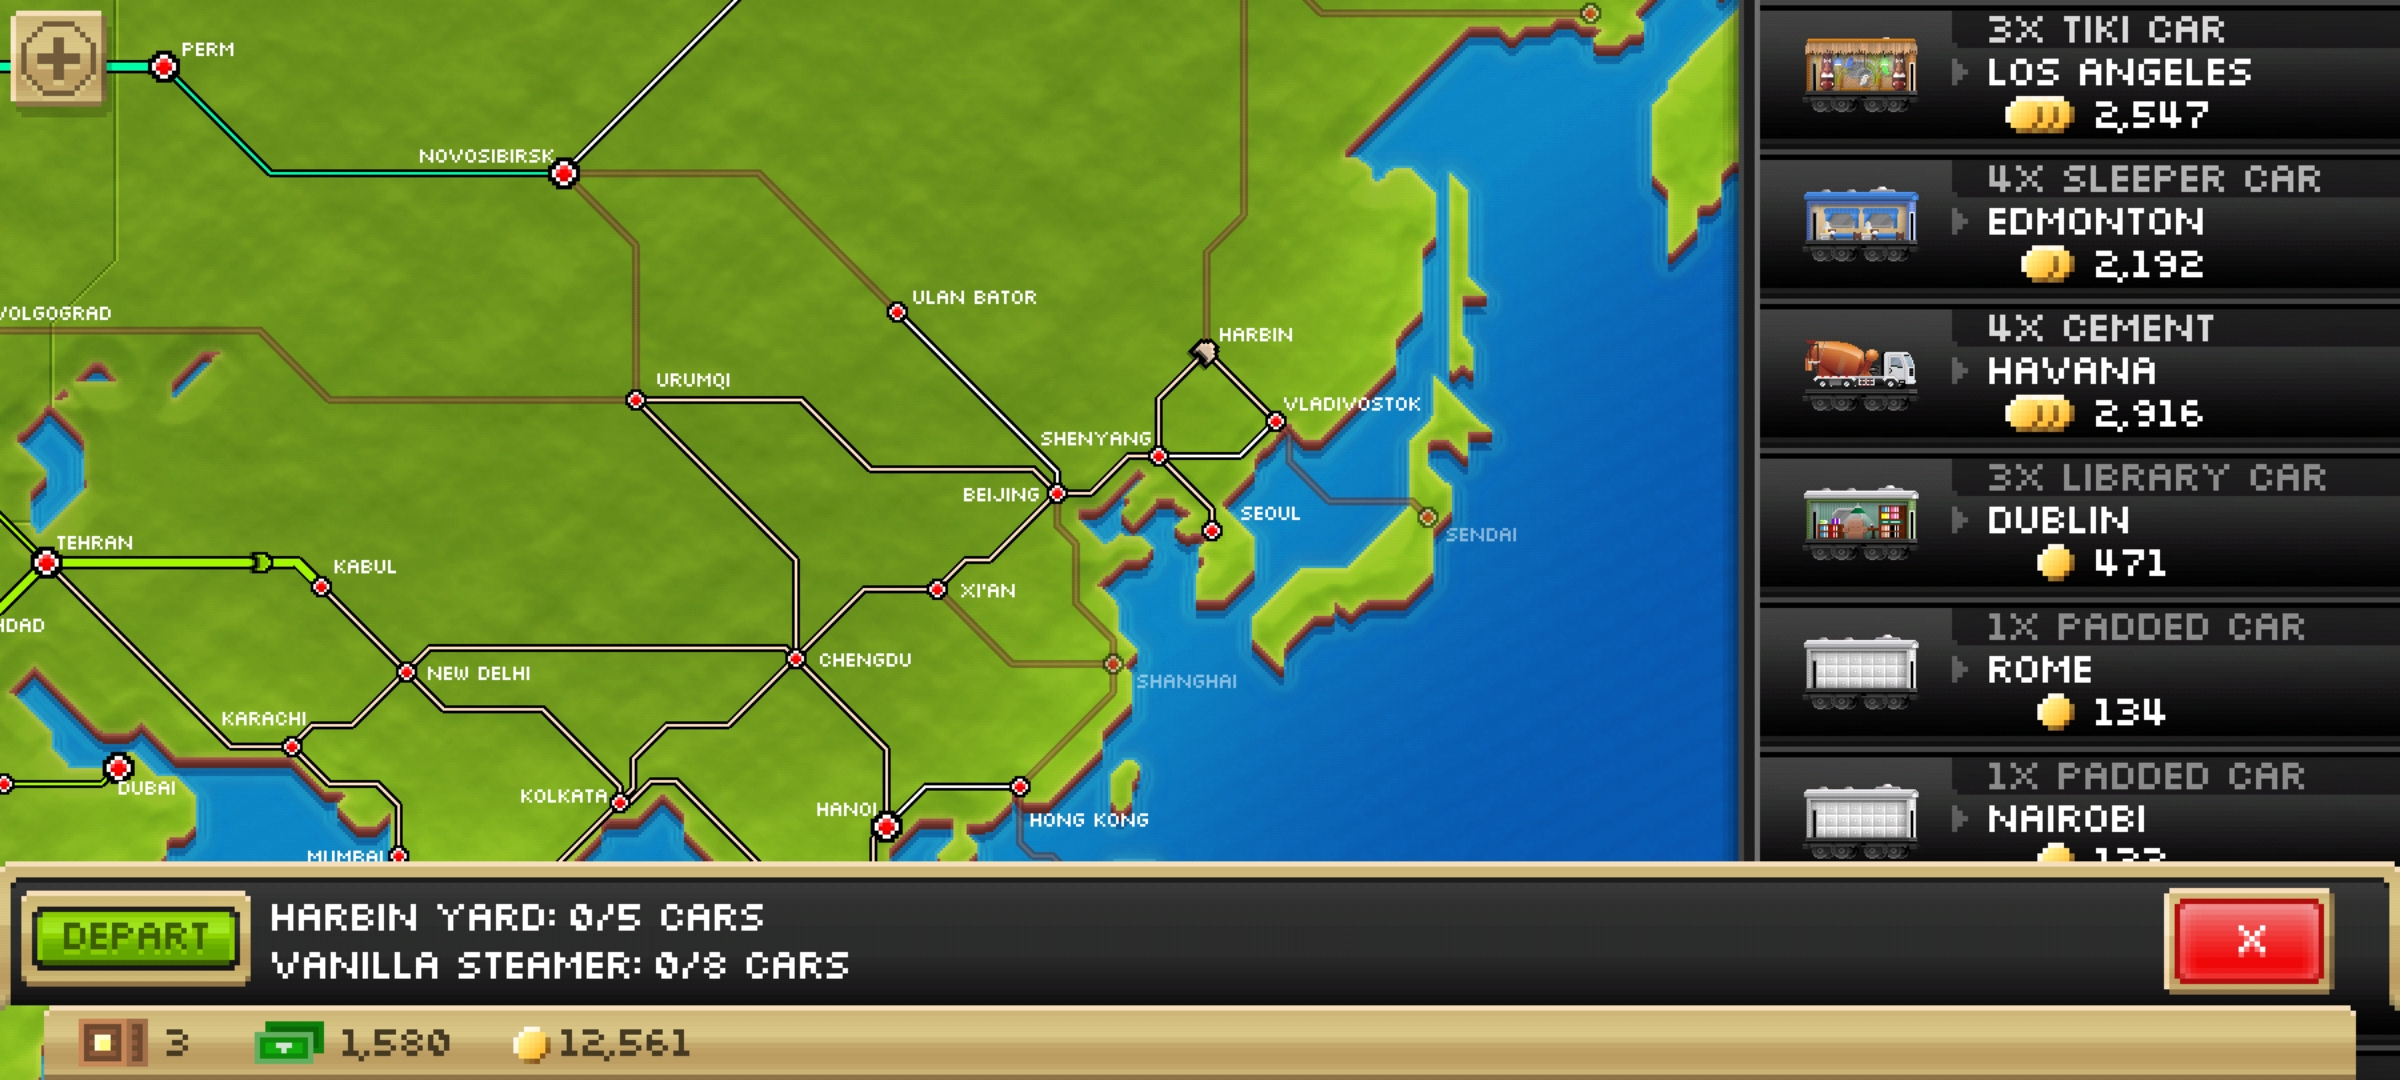 PERM
NOVOSIBIRSK
ULAN BATOR
VOLGOGRAD
HARBIN
URUMQI
VLADIVOSTOK
SHENYANG
BEIJING
SEOUL
SENDAI
TEHRAN
KABUL
XI'AN
CHENGDU
NEW DELHI
SHANGHAI
KARACHI
DUBAI
KOLKATA
HANOI
HONG KONG
MUMBAI
3X TIKI CAR
LOS ANGELES
2,547
4X SLEEPER CAR
EDMONTON
2,192
4X CEMENT
HAVANA
2,916
3X LIBRARY CAR
DUBLIN
471
1X PADDED CAR
ROME
134
1X PADDED CAR
NAIROBI
DEPART
HARBIN YARD: 0/5 CARS
VANILLA STEAMER: 0/8 CARS
X
3
1,580
12,561